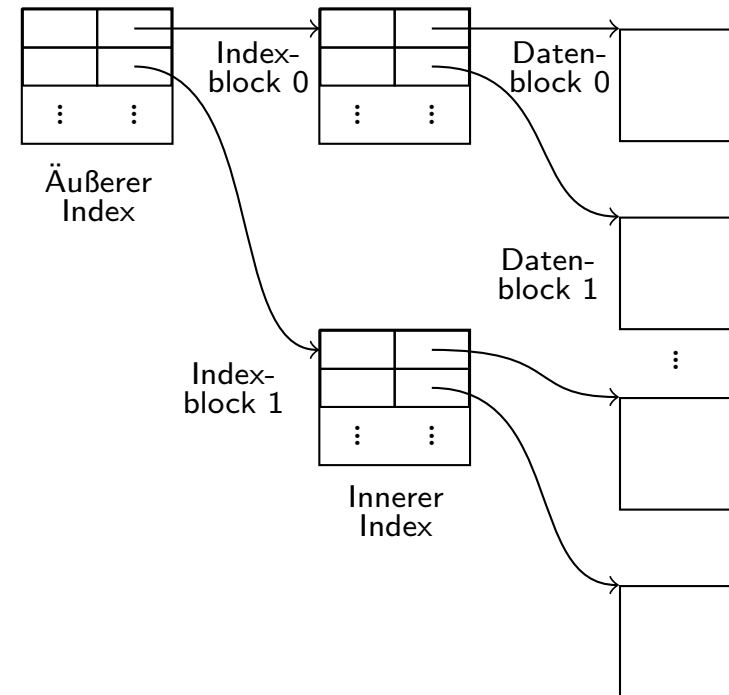 Index-
block 0
Daten-
block 0
Äußerer
Index
Daten-
block 1
Index-
block 1
Innerer
Index